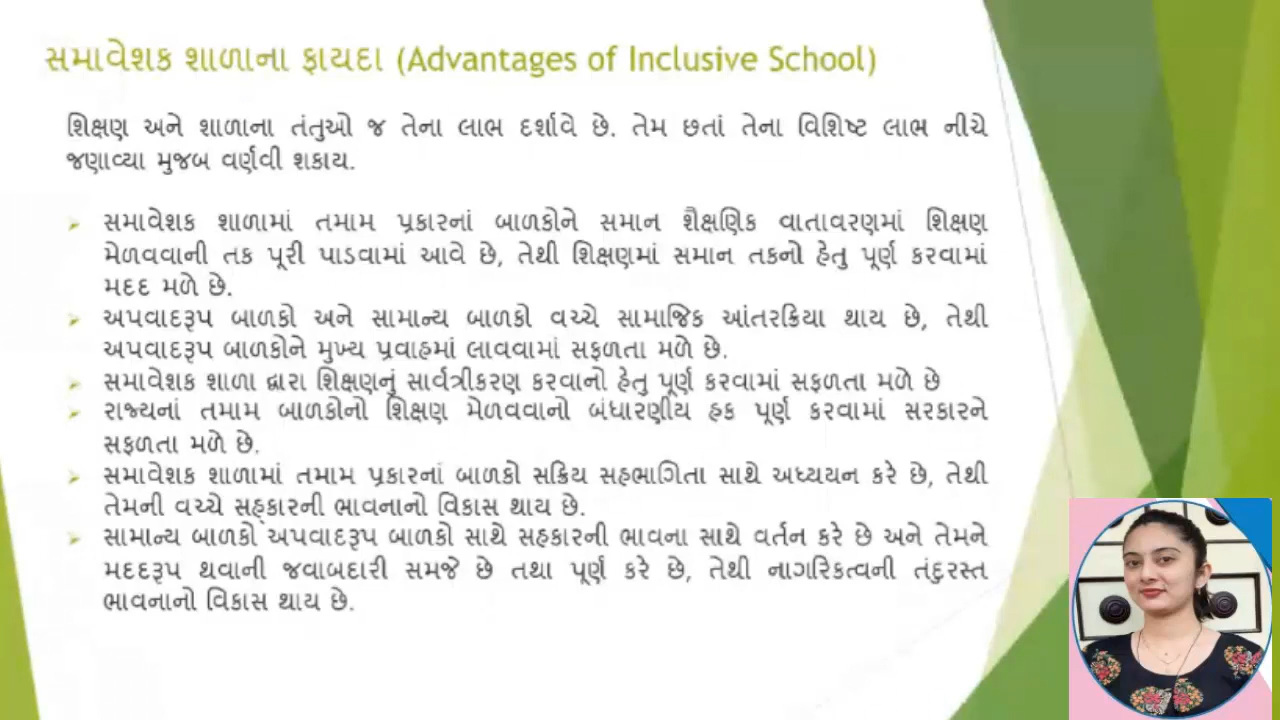 સમાવેશક શાળાના ફાયદા (Advantages of Inclusive School)
શિક્ષણ અને શાળાના તંતુઓ જ તેના લાભ દર્શાવે છે. તેમ છતાં તેના વિશિષ્ટ લાભ નીચે
જણાવ્યા મુજબ વર્ણવી શકાય.
સમાવેશક શાળામાં તમામ પ્રકારનાં બાળકોને સમાન શૈક્ષણિક વાતાવરણમાં શિક્ષણ
મેળવવાની તક પૂરી પાડવામાં આવે છે, તેથી શિક્ષણમાં સમાન તકનો હેતુ પૂર્ણ કરવામાં
મદદ મળે છે.
અપવાદરૂપ બાળકો અને સામાન્ય બાળકો વચ્ચે સામાજિક આંતરક્રિયા થાય છે, તેથી
અપવાદરૂપ બાળકોને મુખ્ય પ્રવાહમાં લાવવામાં સફળતા મળે છે.
સમાવેશક શાળા દ્વારા શિક્ષણનું સાર્વત્રીકરણ કરવાનો હેતુ પૂર્ણ કરવામાં સફળતા મળે છે
રાજ્યનાં તમામ બાળકોનો શિક્ષણ મેળવવાનો બંધારણીય હક પૂર્ણ કરવામાં સરકારને
સફળતા મળે છે.
સમાવેશક શાળામાં તમામ પ્રકારનાં બાળકો સક્રિય સહભાગિતા સાથે અધ્યયન કરે છે, તેથી
તેમની વચ્ચે સહ્કારની ભાવનાનો વિકાસ થાય છે.
સામાન્ય બાળકો અપવાદરૂપ બાળકો સાથે સહકારની ભાવના સાથે વર્તન કરે છે અને તેમને
મદદરૂપ થવાની જવાબદારી સમજે છે તથા પૂર્ણ કરે છે, તેથી નાગરિકત્વની તંદુરસ્ત
ભાવનાનો વિકાસ થાય છે.